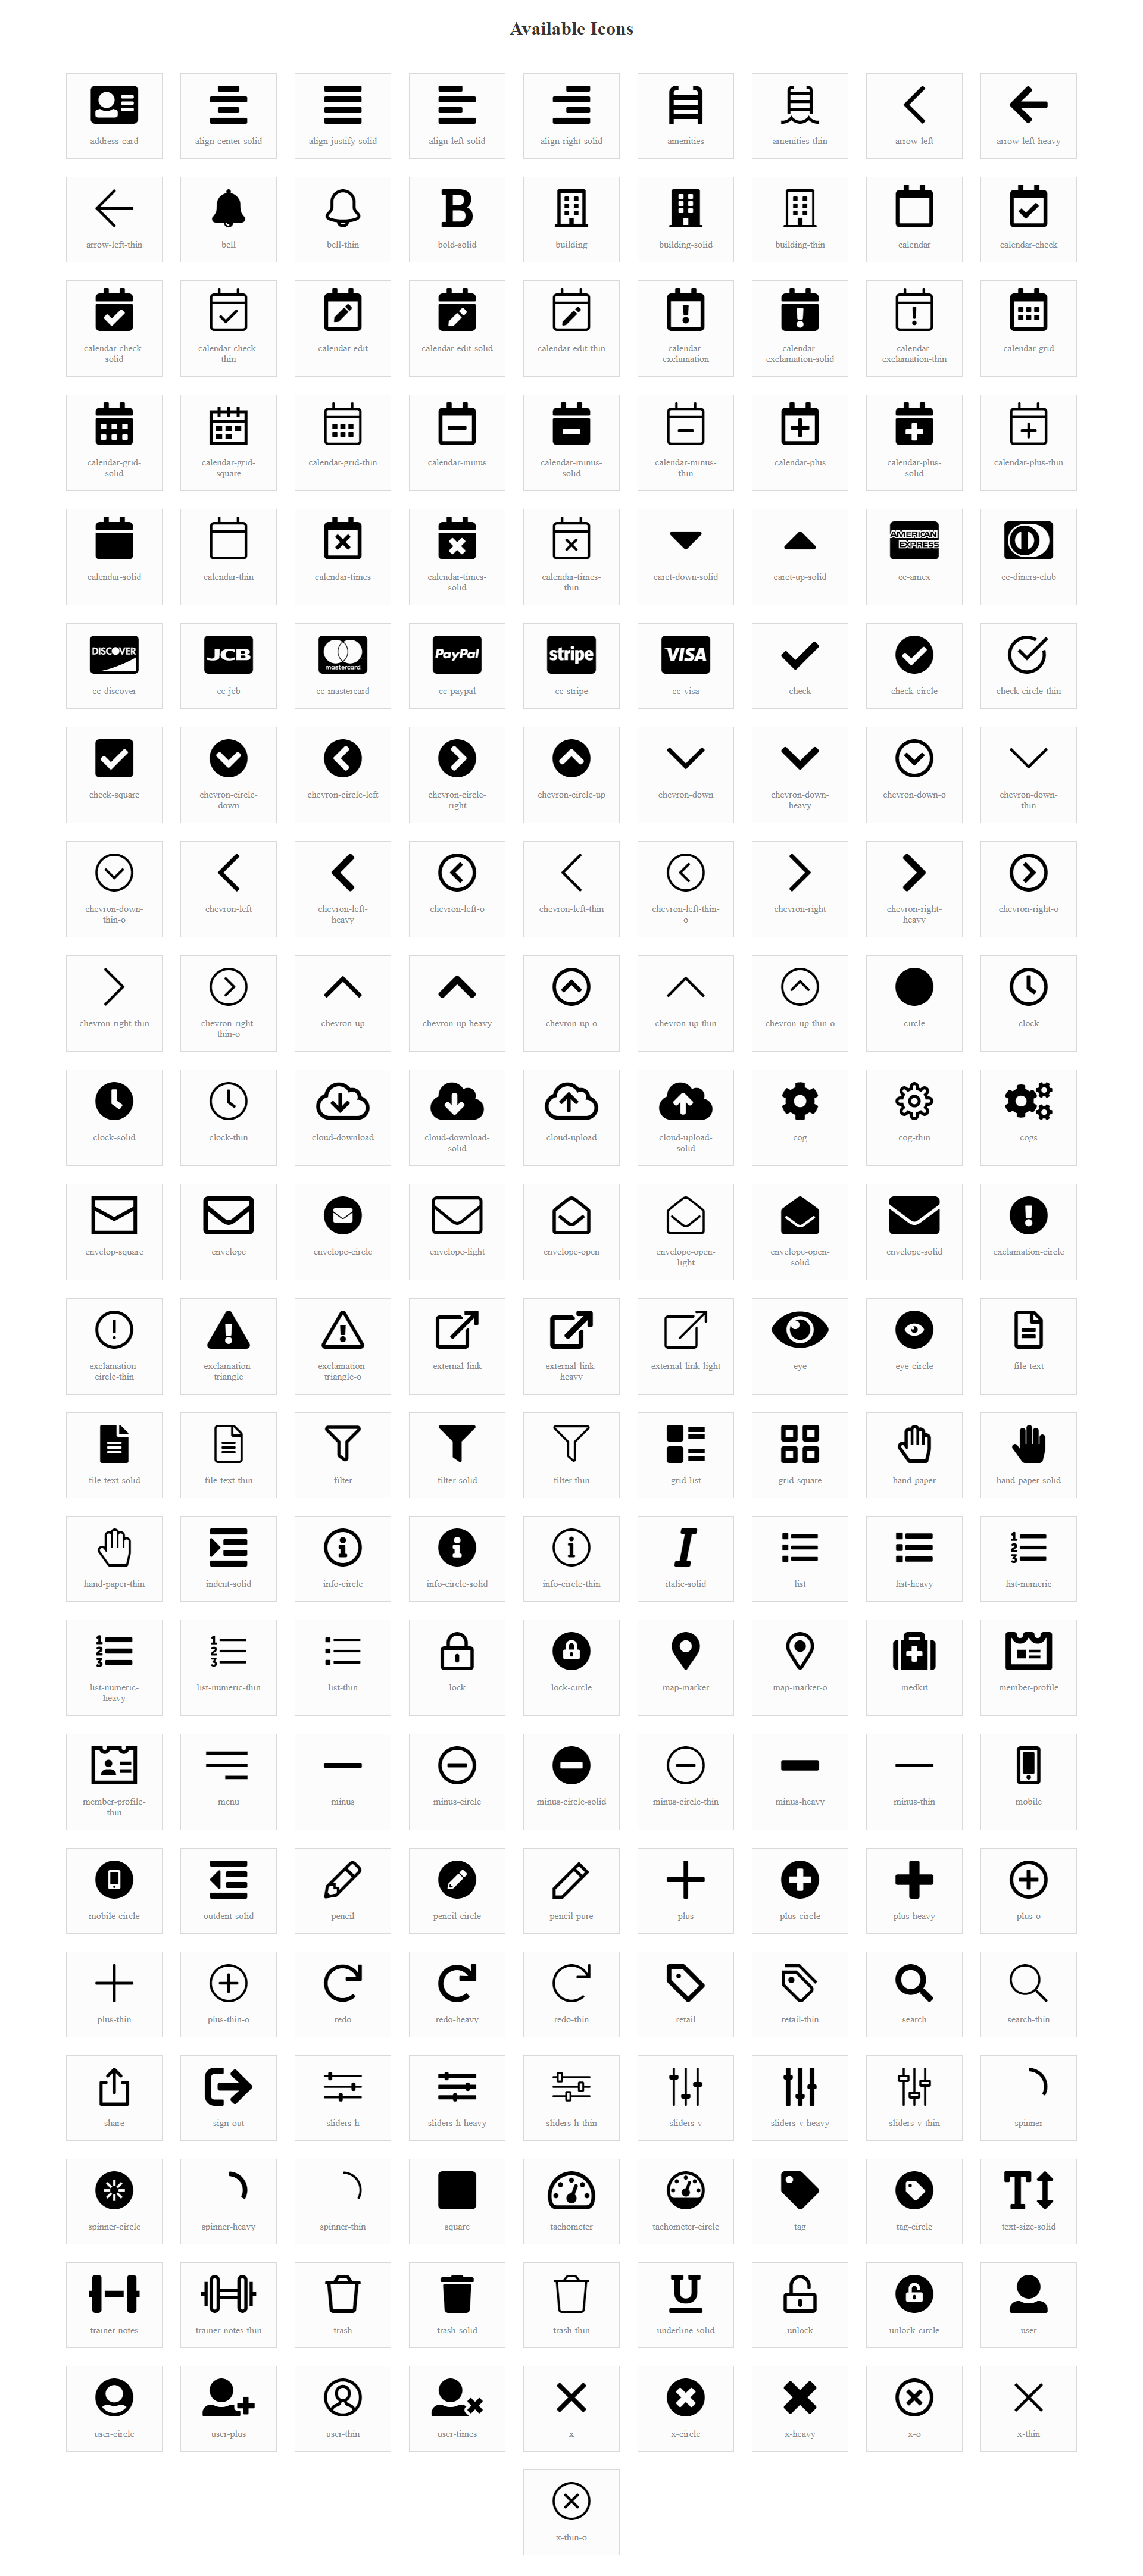 Available Icons
address-card
align-center-solid
align-justify-solid
align-left-solid
align-right-solid
amenities
amenities-thin
arrow-left
arrow-left-heavy
arrow-left-thin
bell
bell-thin
B
bold-solid
building
building-solid
building-thin
calendar
calendar-check
calendar-check-
solid
calendar-check-
thin
calendar-edit
calendar-edit-solid
calendar-edit-thin
calendar-
exclamation
calendar-
exclamation-solid
calendar-
exclamation-thin
calendar-grid
calendar-grid-
solid
calendar-grid-
square
calendar-grid-thin
calendar-minus
calendar-minus-
solid
calendar-minus-
thin
calendar-plus
calendar-plus-
solid
calendar-plus-thin
calendar-solid
calendar-thin
calendar-times
calendar-times-
solid
calendar-times-
thin
caret-down-solid
caret-up-solid
AMERICAN
EXPRESS
cc-amex
cc-diners-club
DISCOVER
cc-discover
JCB
cc-jcb
mastercard
cc-mastercard
PayPal
cc-paypal
stripe
cc-stripe
VISA
cc-visa
check
check-circle
check-circle-thin
check-square
chevron-circle-
down
chevron-circle-left
chevron-circle-
right
chevron-circle-up
chevron-down
chevron-down-
heavy
chevron-down-o
chevron-down-
thin
chevron-down-
thin-o
chevron-left
chevron-left-
heavy
chevron-left-o
chevron-left-thin
chevron-left-thin-
o
chevron-right
chevron-right-
heavy
chevron-right-o
chevron-right-thin
chevron-right-
thin-o
chevron-up
chevron-up-heavy
chevron-up-o
chevron-up-thin
chevron-up-thin-o
circle
clock
clock-solid
clock-thin
cloud-download
cloud-download-
solid
cloud-upload
cloud-upload-
solid
cog
cog-thin
cogs
envelop-square
envelope
envelope-circle
envelope-light
envelope-open
envelope-open-
light
envelope-open-
solid
envelope-solid
exclamation-circle
exclamation-
circle-thin
exclamation-
triangle
exclamation-
triangle-o
external-link
external-link-
heavy
external-link-light
eye
eye-circle
file-text
file-text-solid
file-text-thin
filter
filter-solid
filter-thin
grid-list
grid-square
hand-paper
hand-paper-solid
hand-paper-thin
indent-solid
info-circle
info-circle-solid
info-circle-thin
I
italic-solid
list
list-heavy
1
2
3
list-numeric
1
2
3
list-numeric-
heavy
1
2
3
list-numeric-thin
list-thin
lock
lock-circle
map-marker
map-marker-o
medkit
member-profile
member-profile-
thin
menu
minus
minus-circle
minus-circle-solid
minus-circle-thin
minus-heavy
minus-thin
mobile
mobile-circle
outdent-solid
pencil
pencil-circle
pencil-pure
plus
plus-circle
plus-heavy
plus-o
plus-thin
plus-thin-o
redo
redo-heavy
redo-thin
retail
retail-thin
search
search-thin
share
sign-out
sliders-h
sliders-h-heavy
sliders-h-thin
sliders-v
sliders-v-heavy
sliders-v-thin
spinner
spinner-circle
spinner-heavy
spinner-thin
square
tachometer
tachometer-circle
tag
tag-circle
T
text-size-solid
trainer-notes
trainer-notes-thin
trash
trash-solid
trash-thin
U
underline-solid
unlock
unlock-circle
user
user-circle
user-plus
user-thin
user-times
x
x-circle
x-heavy
x-o
x-thin
x-thin-o